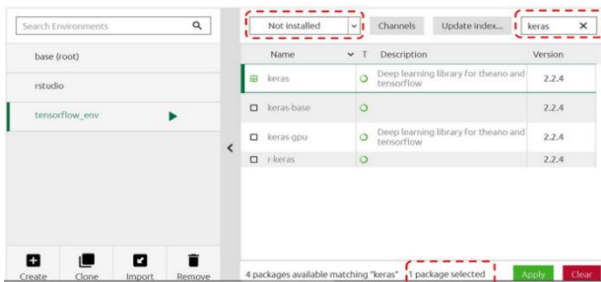 Search Environments
base (root)
rstudio
tensorflow_env
Create Clone Import Remove
Not installed Channels Update index... keras X
Name T Description Version
keras Deep learning library for theano and tensorflow 2.2.4
keras-base 2.2.4
keras-gpu Deep learning library for theano and tensorflow 2.2.4
r-keras 2.2.4
4 packages available matching "keras" 1 package selected Apply Clear